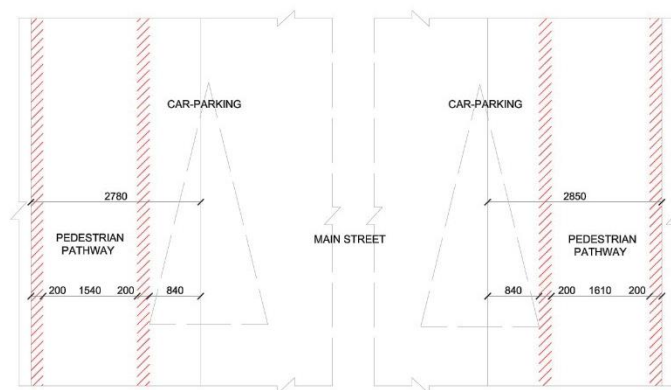 CAR-PARKING
CAR-PARKING
2780
2850
PEDESTRIAN
PATHWAY
MAIN STREET
PEDESTRIAN
PATHWAY
200 1540 200 840
840 200 1610 200